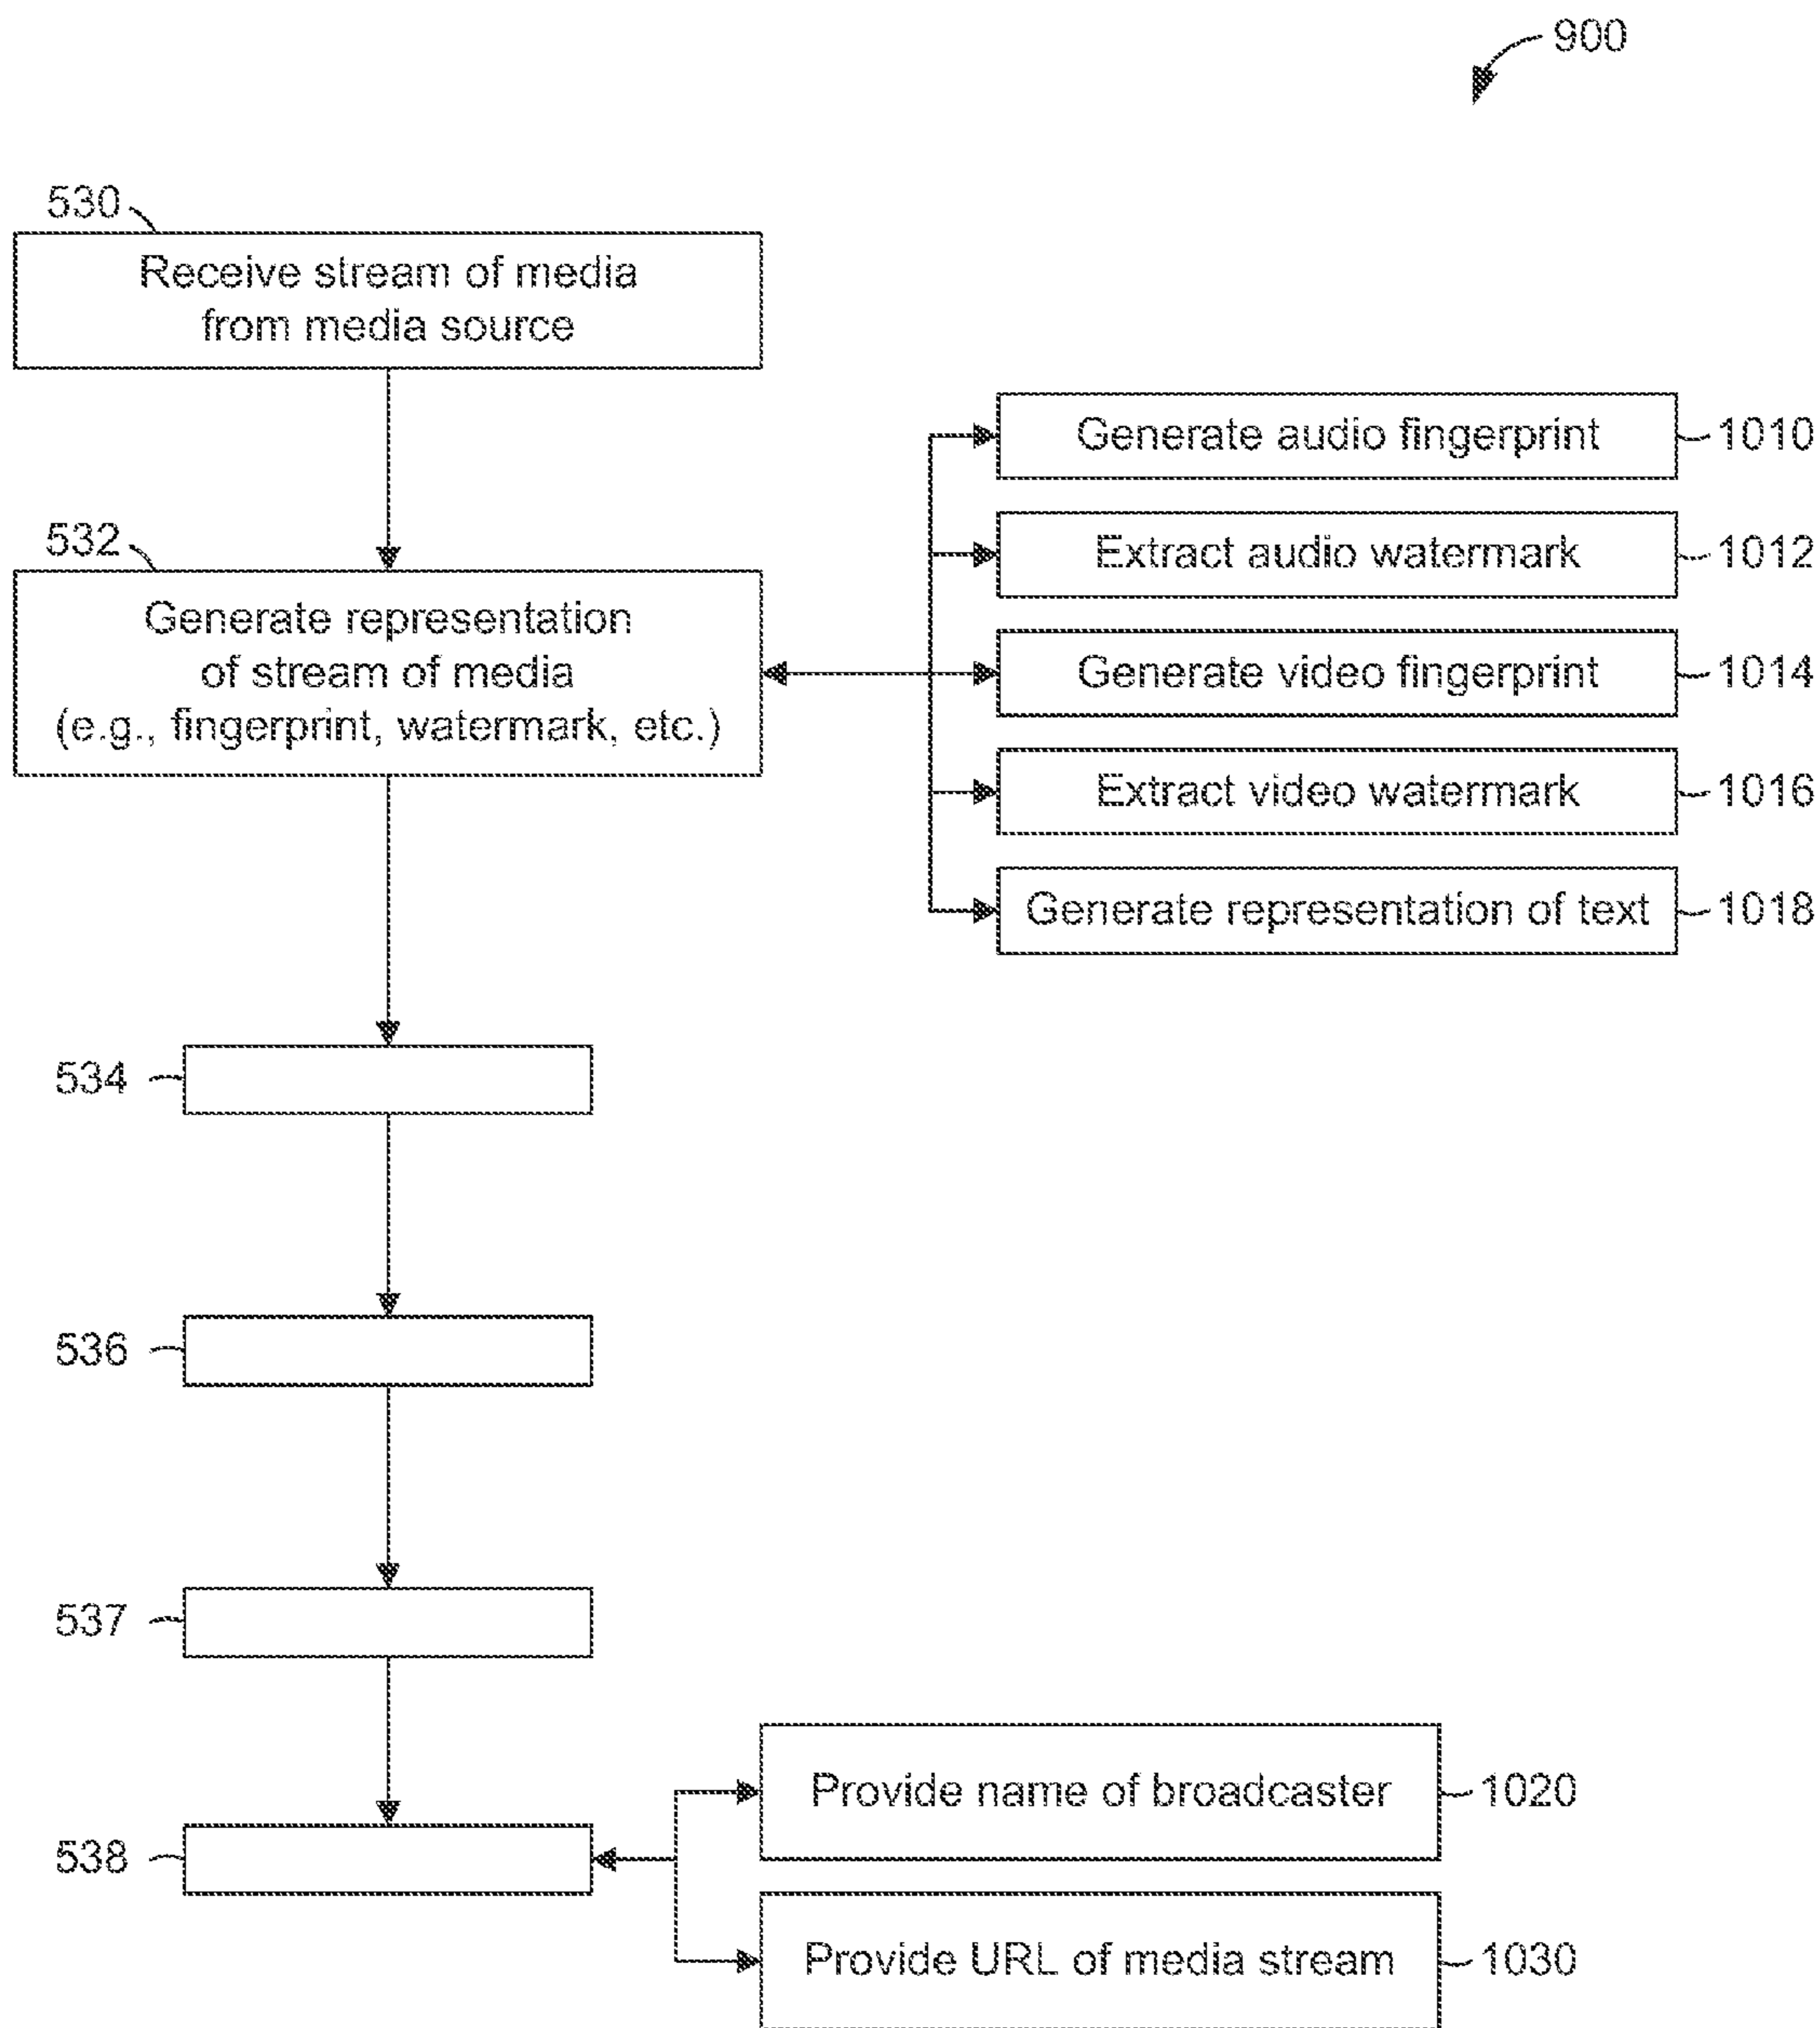 900
530
Receive stream of media
from media source
532
Generate representation
of stream of media
(e.g., fingerprint, watermark, etc.)
Generate audio fingerprint
1010
Extract audio watermark
1012
Generate video fingerprint
1014
Extract video watermark
1016
Generate representation of text
1018
534
536
537
538
Provide name of broadcaster
1020
Provide URL of media stream
1030